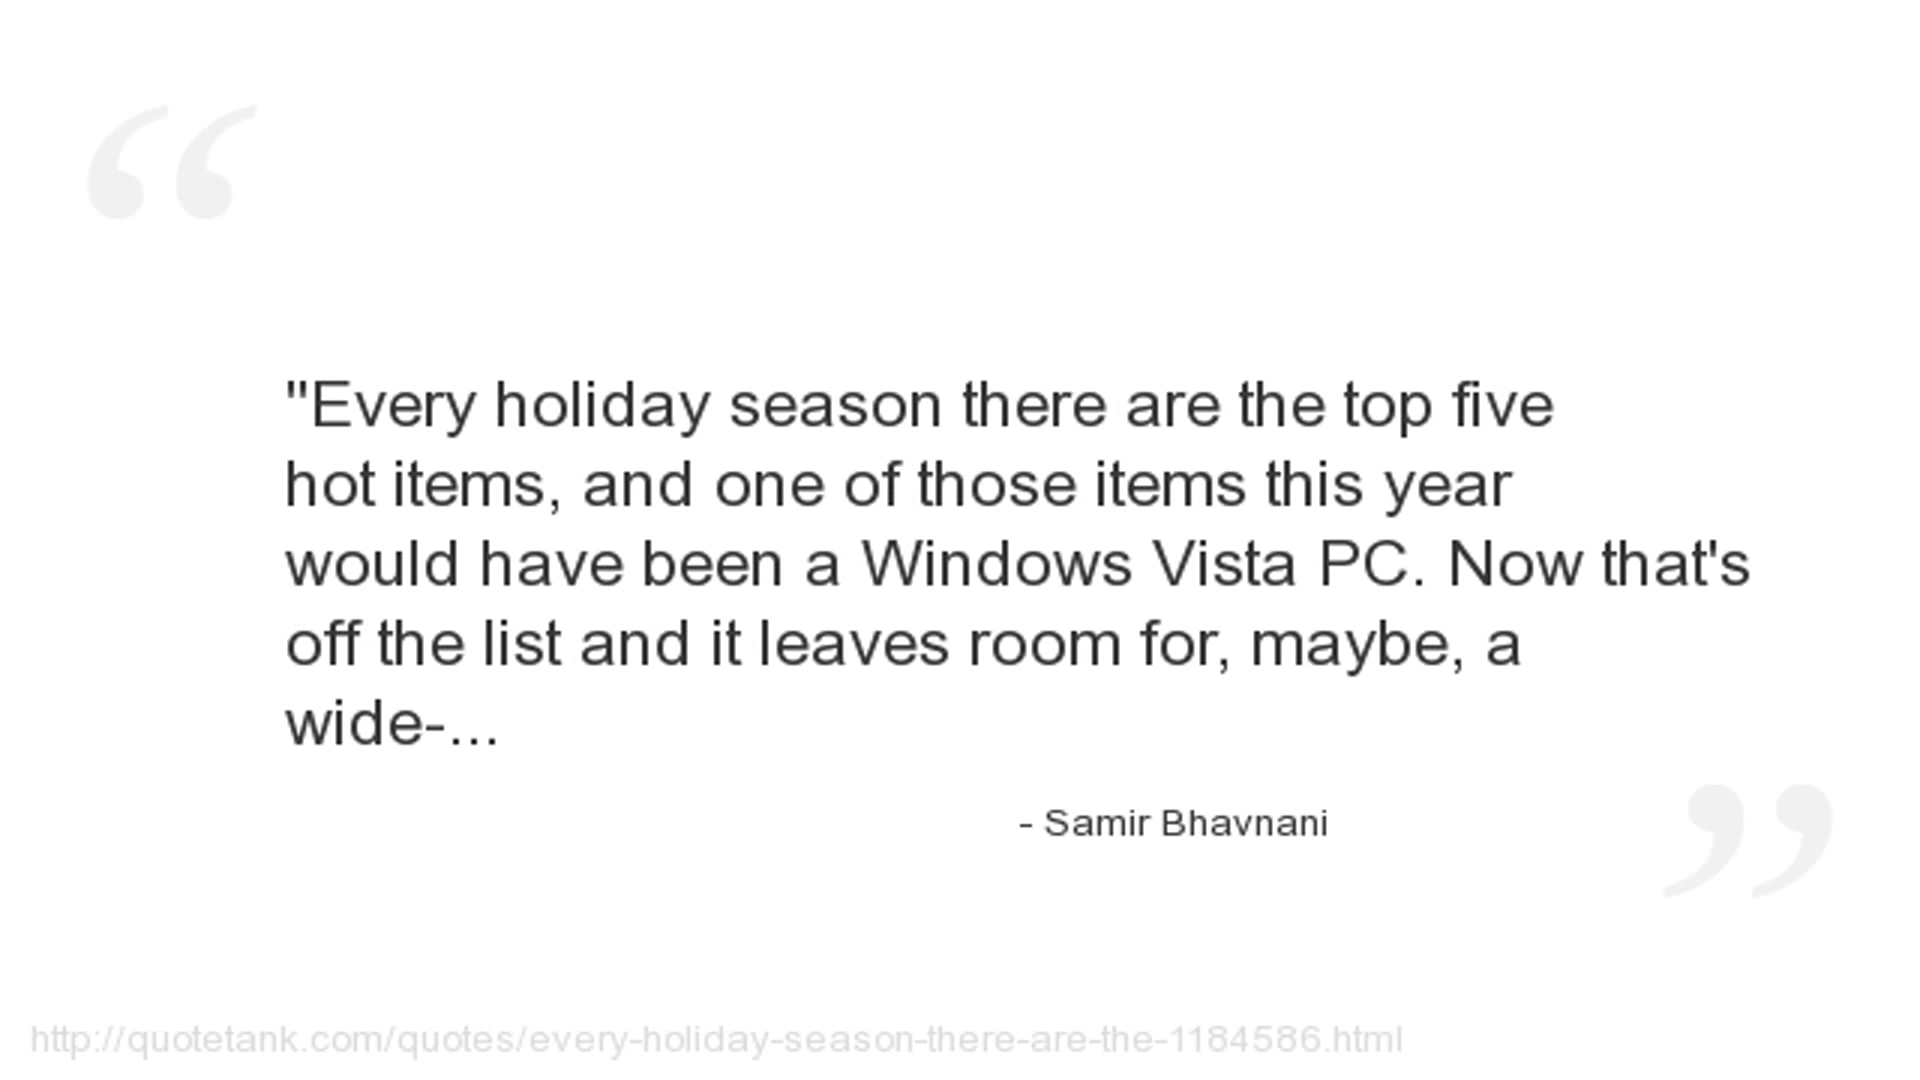 "Every holiday season there are the top five
hot items, and one of those items this year
would have been a Windows Vista PC. Now that's
off the list and it leaves room for, maybe, a
wide-...
- Samir Bhavnani
http://quotetank.com/quotes/every-holiday-season-there-are-the-1184586.html